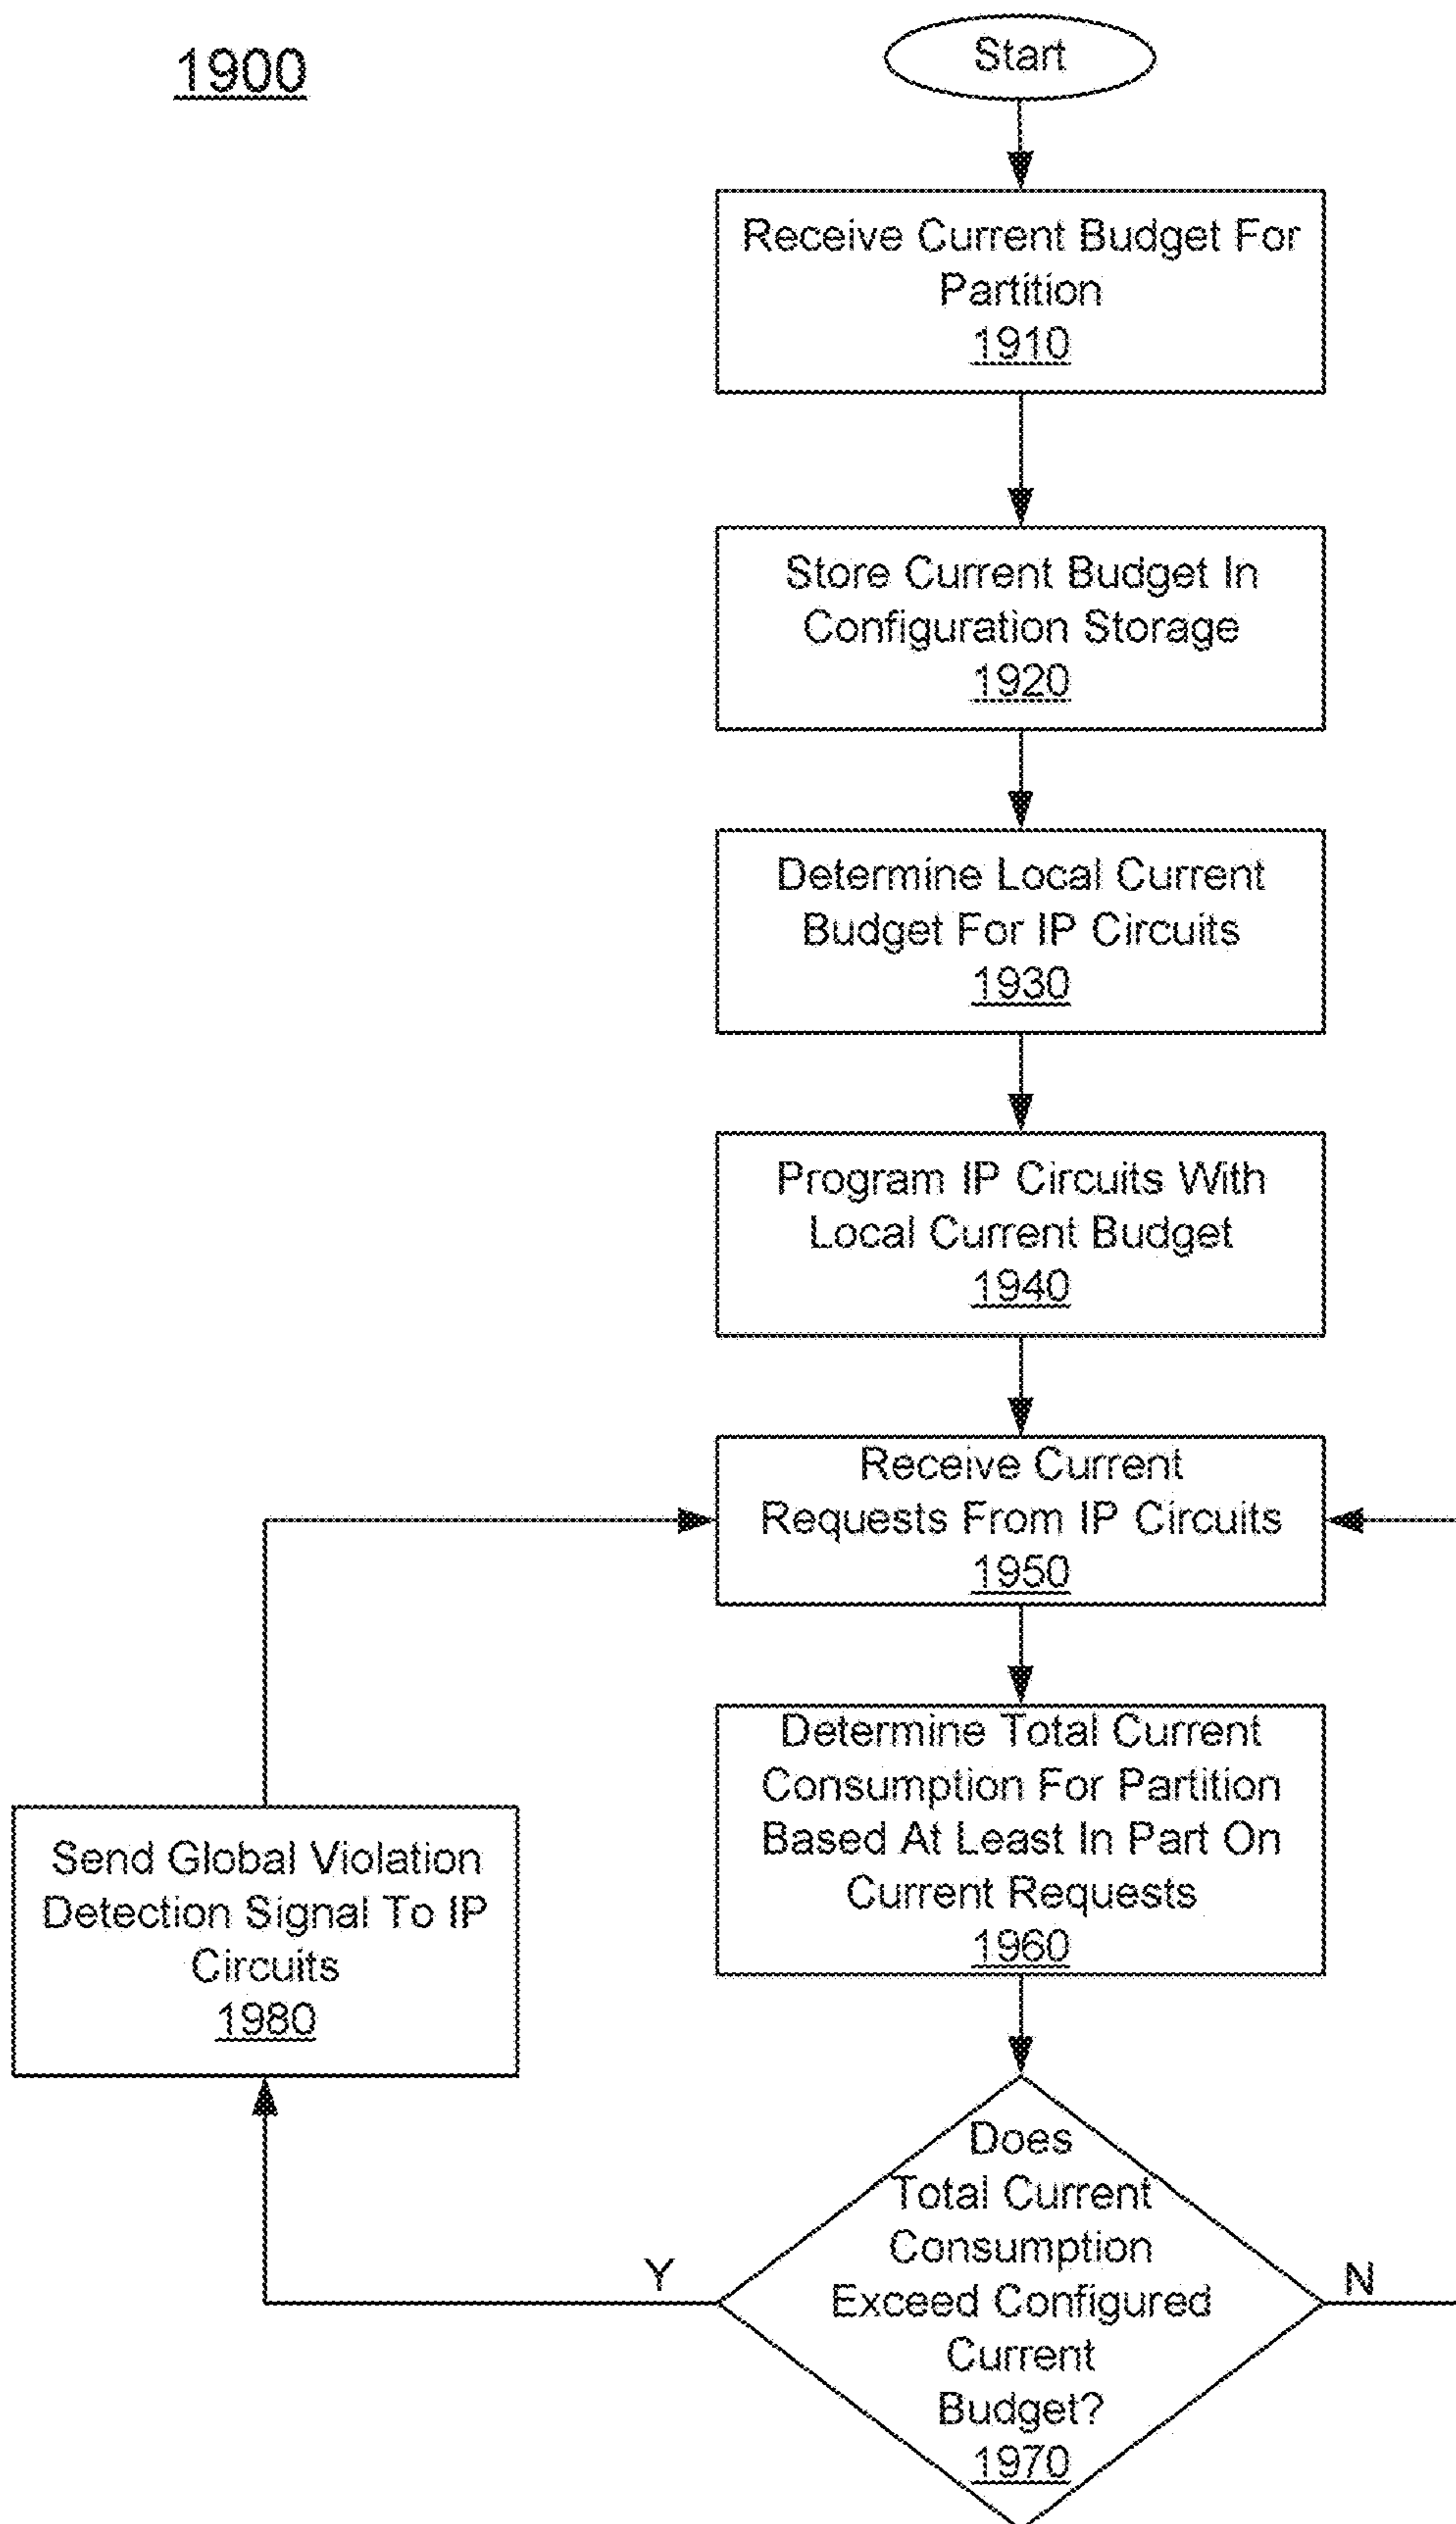 1900
Start
Receive Current Budget For
Partition
1910
Store Current Budget In
Configuration Storage
1920
Determine Local Current
Budget For IP Circuits
1930
Program IP Circuits With
Local Current Budget
1940
Receive Current
Requests From IP Circuits
1950
Determine Total Current
Consumption For Partition
Based At Least In Part On
Current Requests
1960
Send Global Violation
Detection Signal To IP
Circuits
1980
Does
Total Current
Consumption
Exceed Configured
Current
Budget?
1970
Y
N